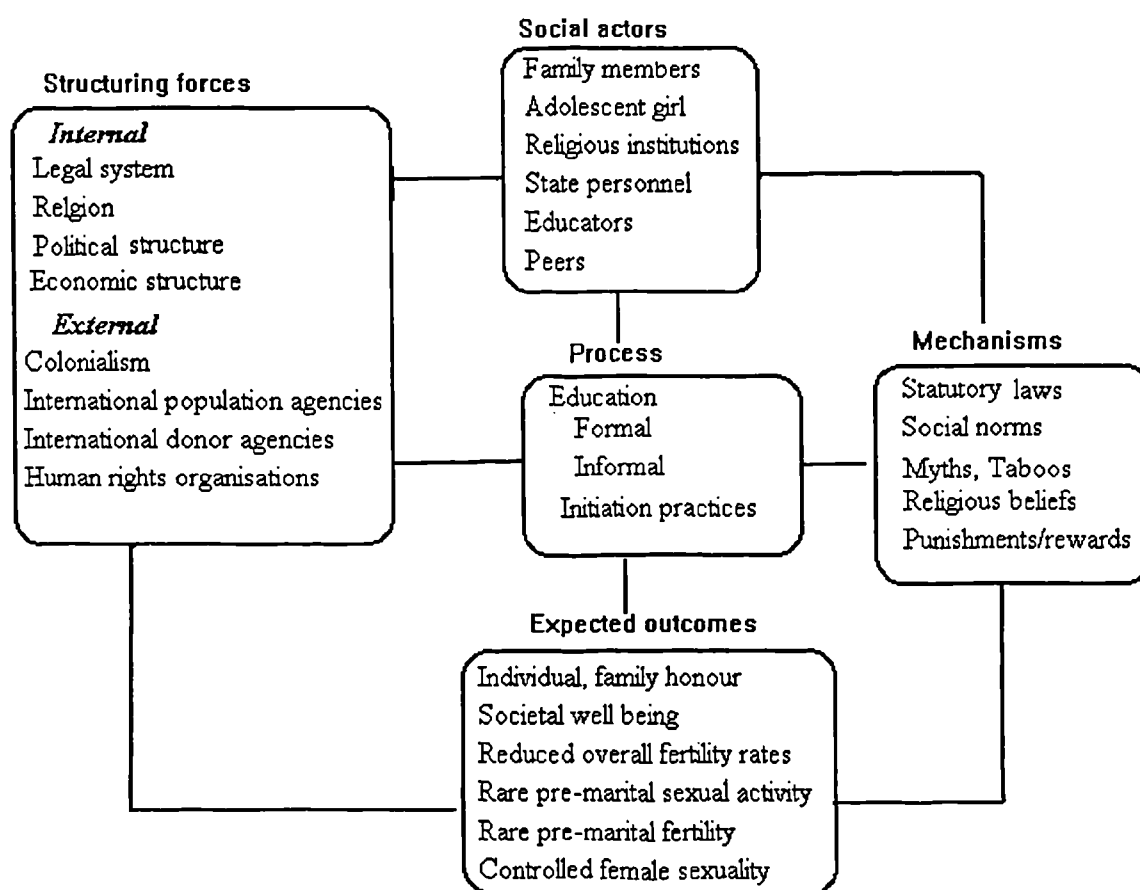 Structuring forces
Internal
Legal system
Relgion
Political structure
Economic structure
External
Colonialism
International population agencies
International donor agencies
Human rights organisations
Social actors
Family members
Adolescent girl
Religious institutions
State personnel
Educators
Peers
Process
Education
Formal
Informal
Initiation practices
Mechanisms
Statutory laws
Social norms
Myths, Taboos
Religious beliefs
Punishments/rewards
Expected outcomes
Individual, family honour
Societal well being
Reduced overall fertility rates
Rare pre-marital sexual activity
Rare pre-marital fertility
Controlled female sexuality